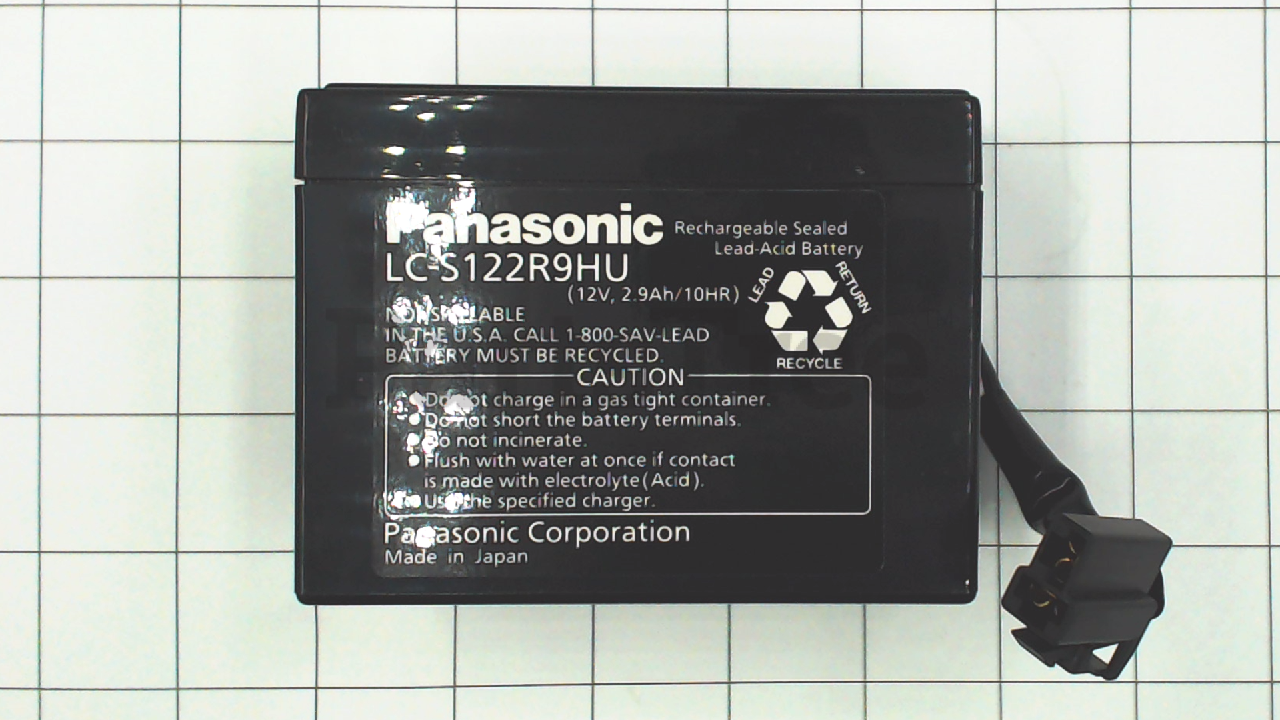 Panasonic Rechargeable Sealed
Lead-Acid Battery
LC-S122R9HU
(12V, 2.9Ah/10HR)
LEAD
RETURN
RECYCLE
NONSPILLABLE
IN THE U.S.A. CALL 1-800-SAV-LEAD
BATTERY MUST BE RECYCLED.
CAUTION
● Do not charge in a gas tight container.
● Do not short the battery terminals.
● Do not incinerate.
● Flush with water at once if contact
is made with electrolyte (Acid).
● Use the specified charger.
Panasonic Corporation
Made in Japan